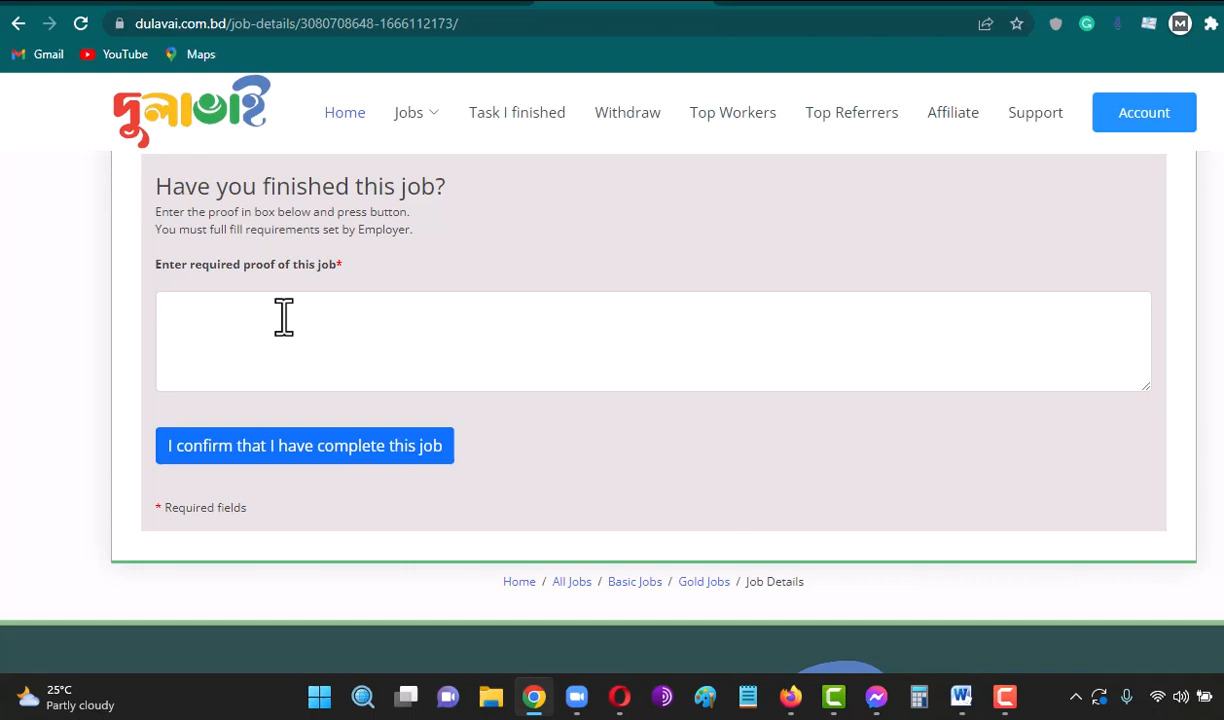 dulavai.com.bd/job-details/3080708648-1666112173/
Gmail YouTube Maps
দুলাভাই
Home Jobs Task I finished Withdraw Top Workers Top Referrers Affiliate Support Account
Have you finished this job?
Enter the proof in box below and press button.
You must full fill requirements set by Employer.
Enter required proof of this job*
I confirm that I have complete this job
* Required fields
Home / All Jobs / Basic Jobs / Gold Jobs / Job Details
25°C
Partly cloudy